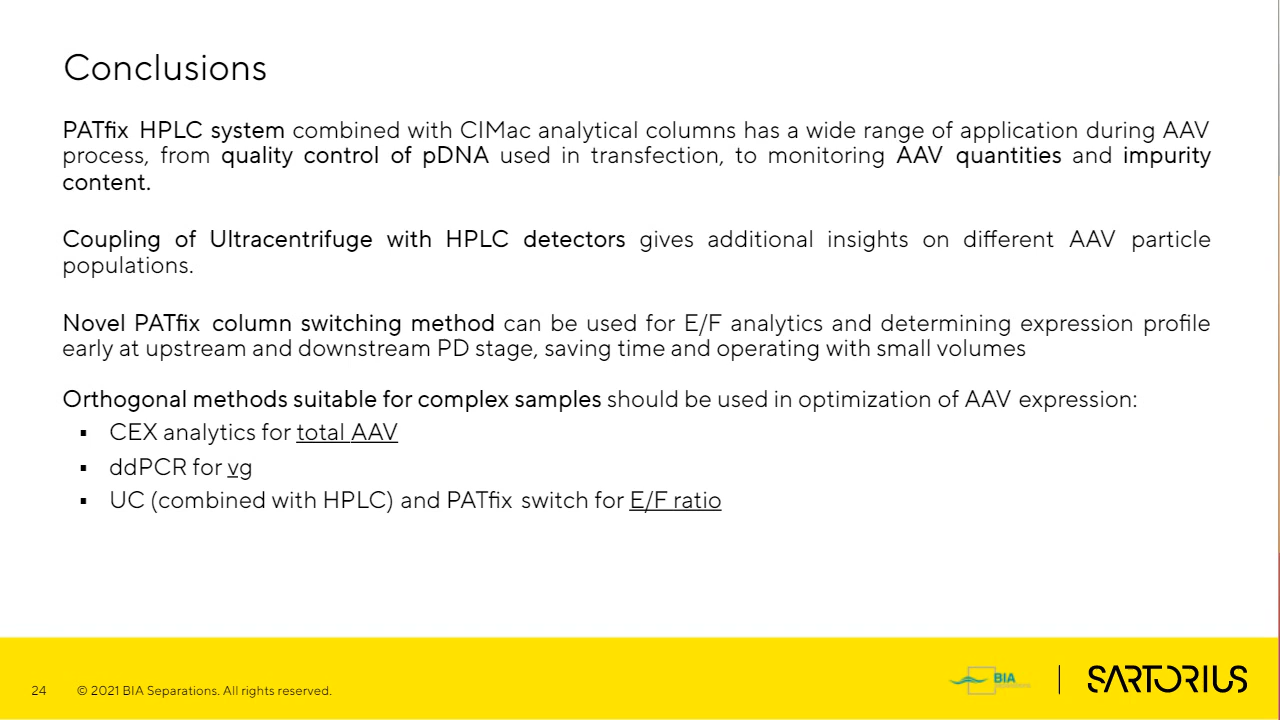 Conclusions
PATfix HPLC system combined with CIMac analytical columns has a wide range of application during AAV
process, from quality control of pDNA used in transfection, to monitoring AAV quantities and impurity
content.
Coupling of Ultracentrifuge with HPLC detectors gives additional insights on different AAV particle
populations.
Novel PATfix column switching method can be used for E/F analytics and determining expression profile
early at upstream and downstream PD stage, saving time and operating with small volumes
Orthogonal methods suitable for complex samples should be used in optimization of AAV expression:
▪ CEX analytics for total AAV
▪ ddPCR for vg
▪ UC (combined with HPLC) and PATfix switch for E/F ratio
24 © 2021 BIA Separations. All rights reserved.
BIA
SARTORIUS